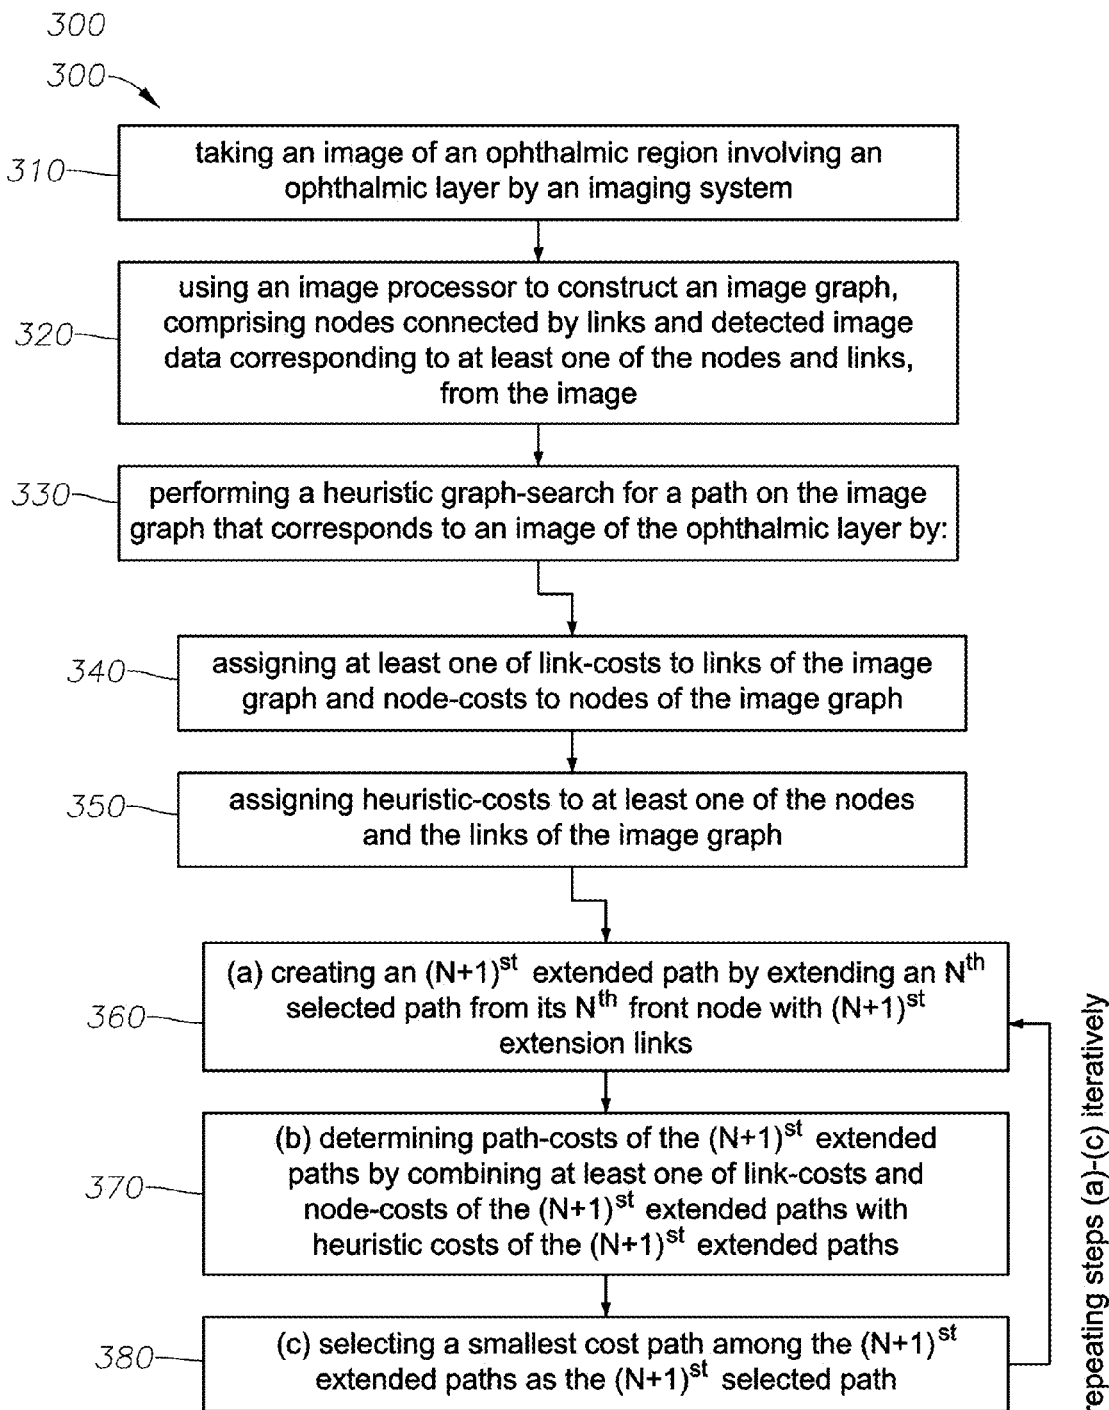 300
300
310
taking an image of an ophthalmic region involving an
ophthalmic layer by an imaging system
320
using an image processor to construct an image graph,
comprising nodes connected by links and detected image
data corresponding to at least one of the nodes and links,
from the image
330
performing a heuristic graph-search for a path on the image
graph that corresponds to an image of the ophthalmic layer by:
340
assigning at least one of link-costs to links of the image
graph and node-costs to nodes of the image graph
350
assigning heuristic-costs to at least one of the nodes
and the links of the image graph
360
(a) creating an (N+1)st extended path by extending an Nth
selected path from its Nth front node with (N+1)st
extension links
370
(b) determining path-costs of the (N+1)st extended
paths by combining at least one of link-costs and
node-costs of the (N+1)st extended paths with
heuristic costs of the (N+1)st extended paths
380
(c) selecting a smallest cost path among the (N+1)st
extended paths as the (N+1)st selected path
repeating steps (a)-(c) iteratively